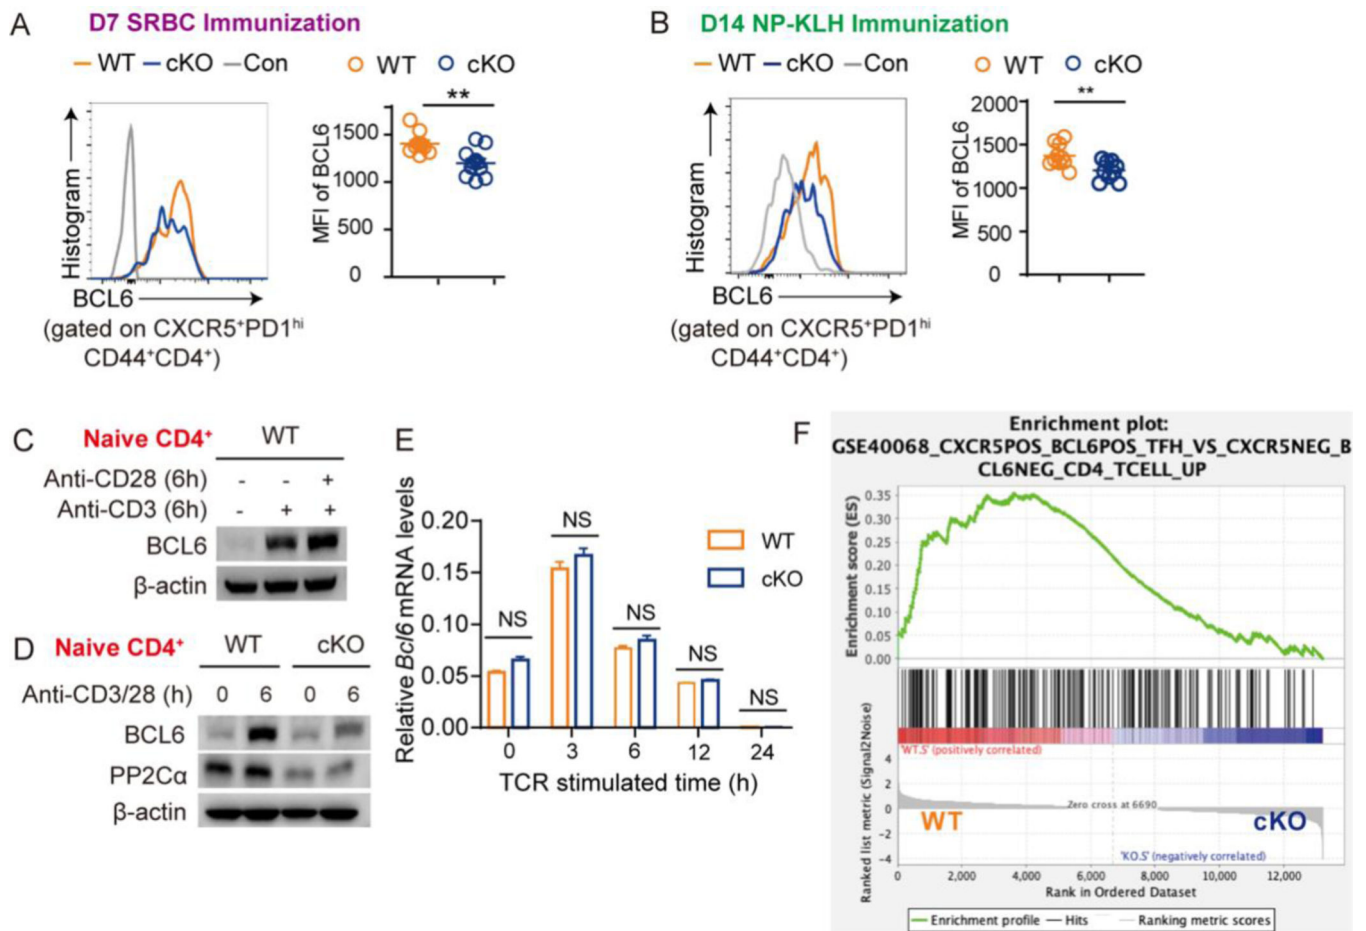 A
D7 SRBC Immunization
WT cKO Con
WT cKO
**
Histogram
BCL6
(gated on CXCR5+PD1hi
CD44+CD4+)
MFI of BCL6
1500
1000
500
0
B
D14 NP-KLH Immunization
WT cKO Con
WT cKO
**
Histogram
BCL6
(gated on CXCR5+PD1hi
CD44+CD4+)
MFI of BCL6
2000
1500
1000
500
0
C
Naive CD4+
WT
Anti-CD28 (6h) - - +
Anti-CD3 (6h) - + +
BCL6
β-actin
D
Naive CD4+
WT cKO
Anti-CD3/28 (h) 0 6 0 6
BCL6
PP2Cα
β-actin
E
Relative Bcl6 mRNA levels
0.20
0.15
0.10
0.05
0.00
NS
NS
NS
NS
NS
WT
cKO
0 3 6 12 24
TCR stimulated time (h)
F
Enrichment plot:
GSE40068_CXCR5POS_BCL6POS_TFH_VS_CXCR5NEG_B
CL6NEG_CD4_TCELL_UP
Enrichment score (ES)
0.35
0.30
0.25
0.20
0.15
0.10
0.05
0.00
'WT.S' (positively correlated)
Ranked list metric (Signal2Noise)
4
2
0
-2
-4
Zero cross at 6690
WT
cKO
'KO.S' (negatively correlated)
0 2,000 4,000 6,000 8,000 10,000 12,000
Rank in Ordered Dataset
Enrichment profile Hits Ranking metric scores